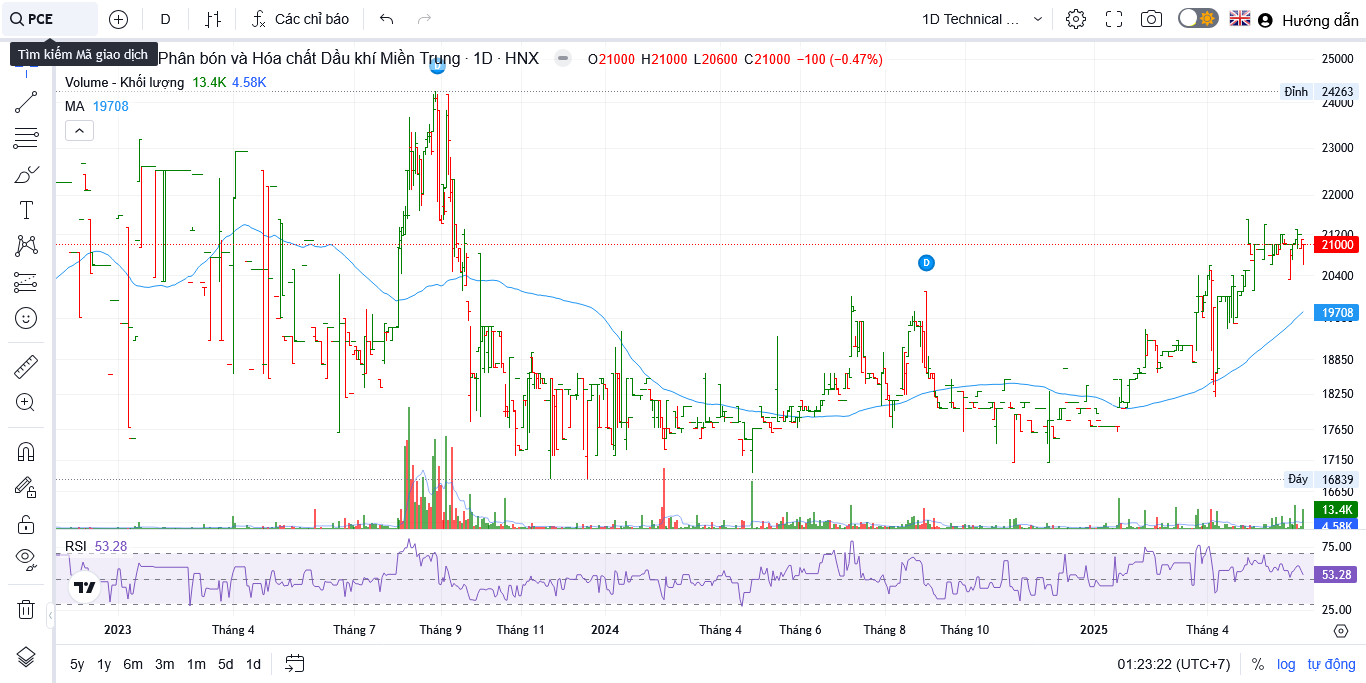 PCE
D
Các chỉ báo
1D Technical ...
Hướng dẫn
Tìm kiếm Mã giao dịch
Phân bón và Hóa chất Dầu khí Miền Trung · 1D · HNX
O21000 H21000 L20600 C21000 −100 (−0.47%)
Volume - Khối lượng 13.4K 4.58K
MA 19708
D
D
25000
Đỉnh 24263
24000
23000
22000
21200
21000
20400
19708
18850
18250
17650
17150
Đáy 16839
16650
13.4K
4.58K
RSI 53.28
75.00
53.28
25.00
2023 Tháng 4 Tháng 7 Tháng 9 Tháng 11 2024 Tháng 4 Tháng 6 Tháng 8 Tháng 10 2025 Tháng 4
5y 1y 6m 3m 1m 5d 1d
01:23:22 (UTC+7) % log tự động